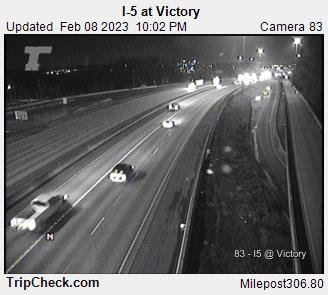 I-5 at Victory
Updated  Feb 08 2023  10:02 PM
Camera 83
T
N
83 - I5 @ Victory
TripCheck.com
Milepost306.80